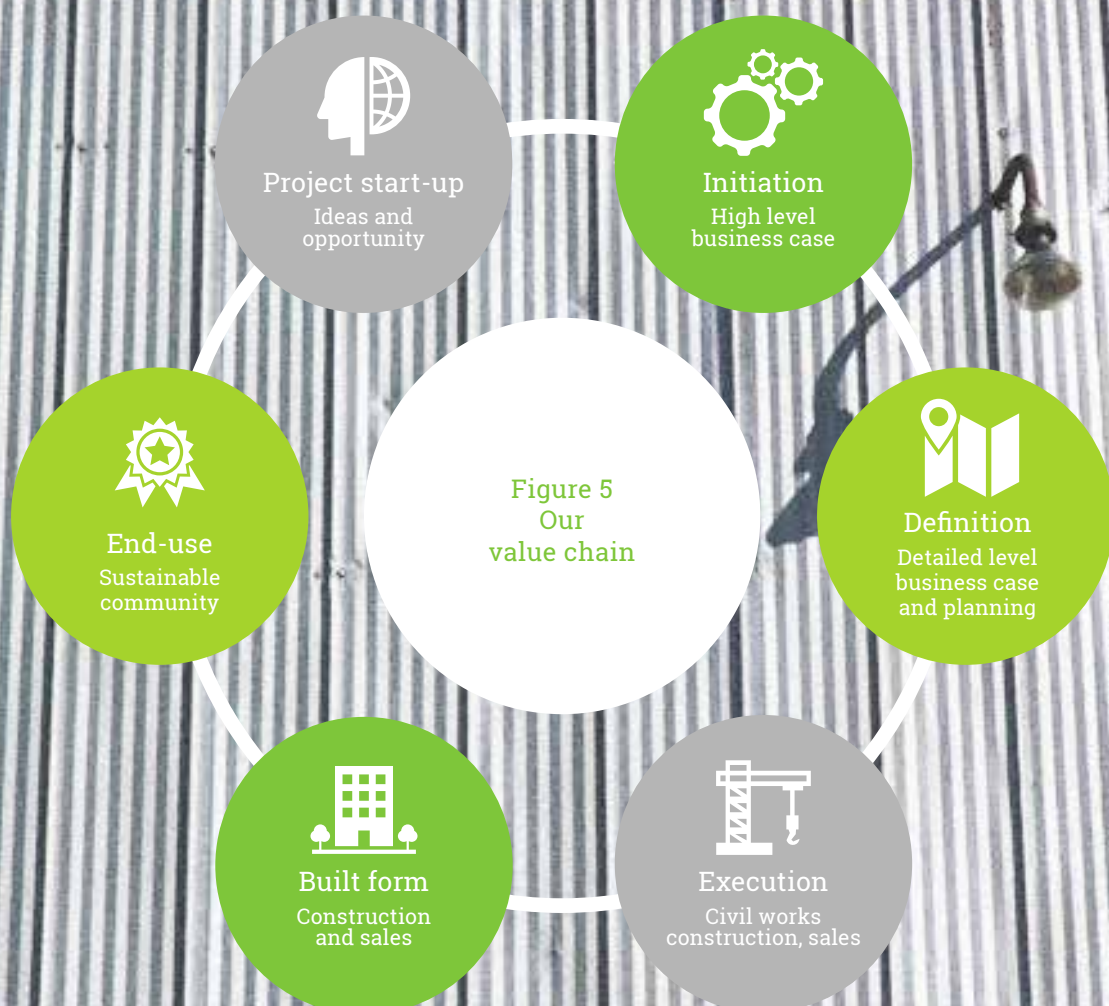 Project start-up
Ideas and
opportunity
Initiation
High level
business case
Definition
Detailed level
business case
and planning
Execution
Civil works
construction, sales
Built form
Construction
and sales
End-use
Sustainable
community
Figure 5
Our
value chain